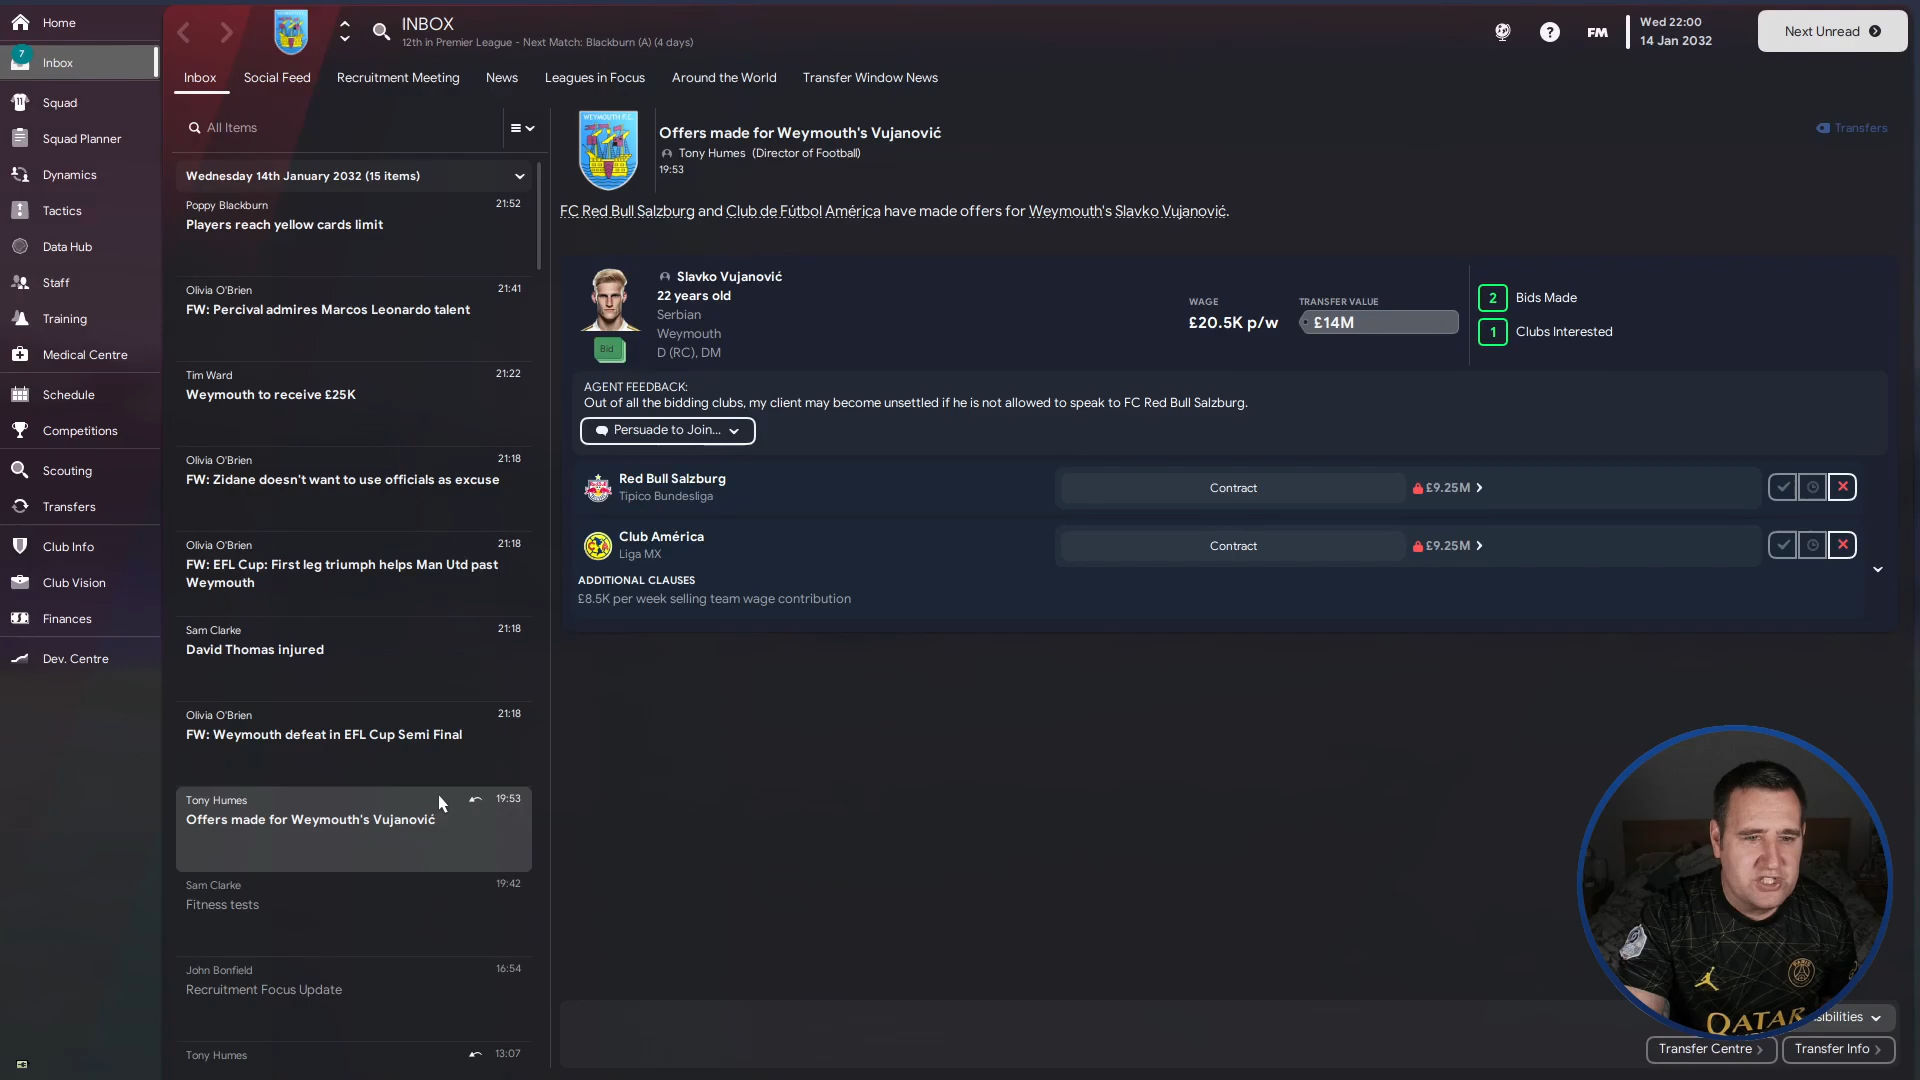 Home
7
Inbox
Squad
Squad Planner
Dynamics
Tactics
Data Hub
Staff
Training
Medical Centre
Schedule
Competitions
Scouting
Transfers
Club Info
Club Vision
Finances
Dev. Centre
INBOX
12th in Premier League - Next Match: Blackburn (A) (4 days)
FM
Wed 22:00
14 Jan 2032
Next Unread
Inbox
Social Feed
Recruitment Meeting
News
Leagues in Focus
Around the World
Transfer Window News
All Items
Wednesday 14th January 2032 (15 items)
Poppy Blackburn 21:52
Players reach yellow cards limit
Olivia O'Brien 21:41
FW: Percival admires Marcos Leonardo talent
Tim Ward 21:22
Weymouth to receive £25K
Olivia O'Brien 21:18
FW: Zidane doesn't want to use officials as excuse
Olivia O'Brien 21:18
FW: EFL Cup: First leg triumph helps Man Utd past
Weymouth
Sam Clarke 21:18
David Thomas injured
Olivia O'Brien 21:18
FW: Weymouth defeat in EFL Cup Semi Final
Tony Humes 19:53
Offers made for Weymouth's Vujanović
Sam Clarke 19:42
Fitness tests
John Bonfield 16:54
Recruitment Focus Update
Tony Humes 13:07
WEYMOUTH F.C.
Offers made for Weymouth's Vujanović
Tony Humes (Director of Football)
19:53
Transfers
FC Red Bull Salzburg and Club de Fútbol América have made offers for Weymouth's Slavko Vujanović.
Bid
Slavko Vujanović
22 years old
Serbian
Weymouth
D (RC), DM
WAGE
£20.5K p/w
TRANSFER VALUE
£14M
2 Bids Made
1 Clubs Interested
AGENT FEEDBACK:
Out of all the bidding clubs, my client may become unsettled if he is not allowed to speak to FC Red Bull Salzburg.
Persuade to Join...
Red Bull Salzburg
Tipico Bundesliga
Contract
£9.25M
Club América
Liga MX
Contract
£9.25M
ADDITIONAL CLAUSES
£8.5K per week selling team wage contribution
QATAR
sibilities
Transfer Centre
Transfer Info